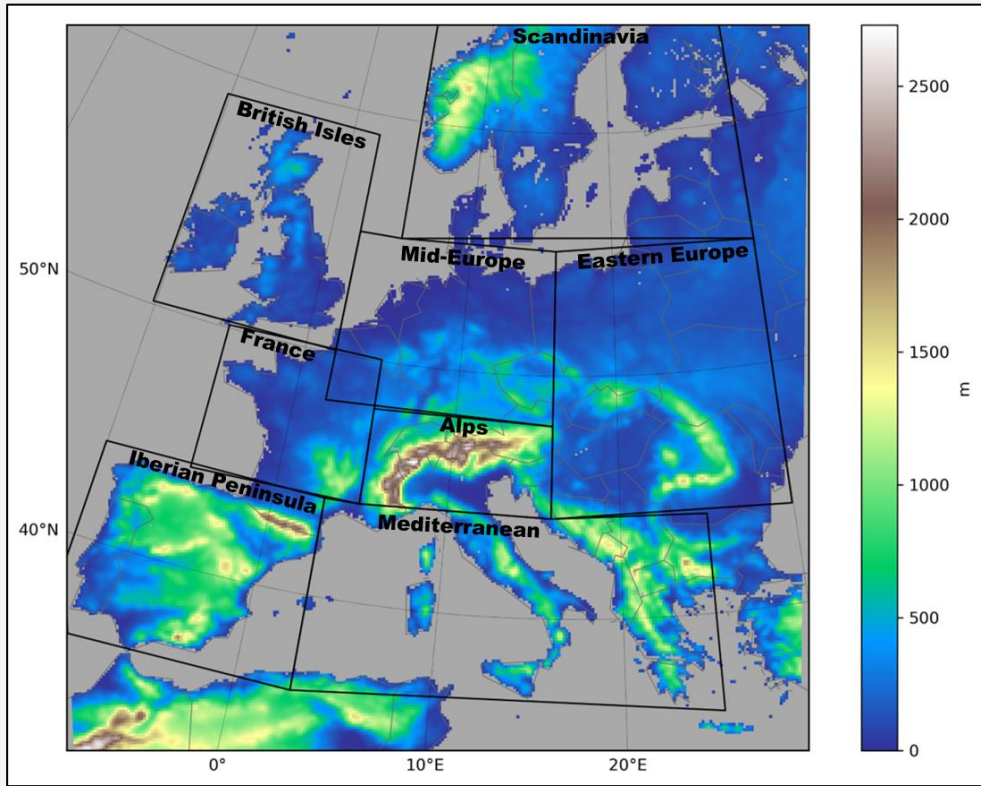 Scandinavia
British Isles
Mid-Europe
Eastern Europe
France
Alps
Iberian Peninsula
Mediterranean
50°N
40°N
0°
10°E
20°E
2500
2000
1500
1000
500
0
m